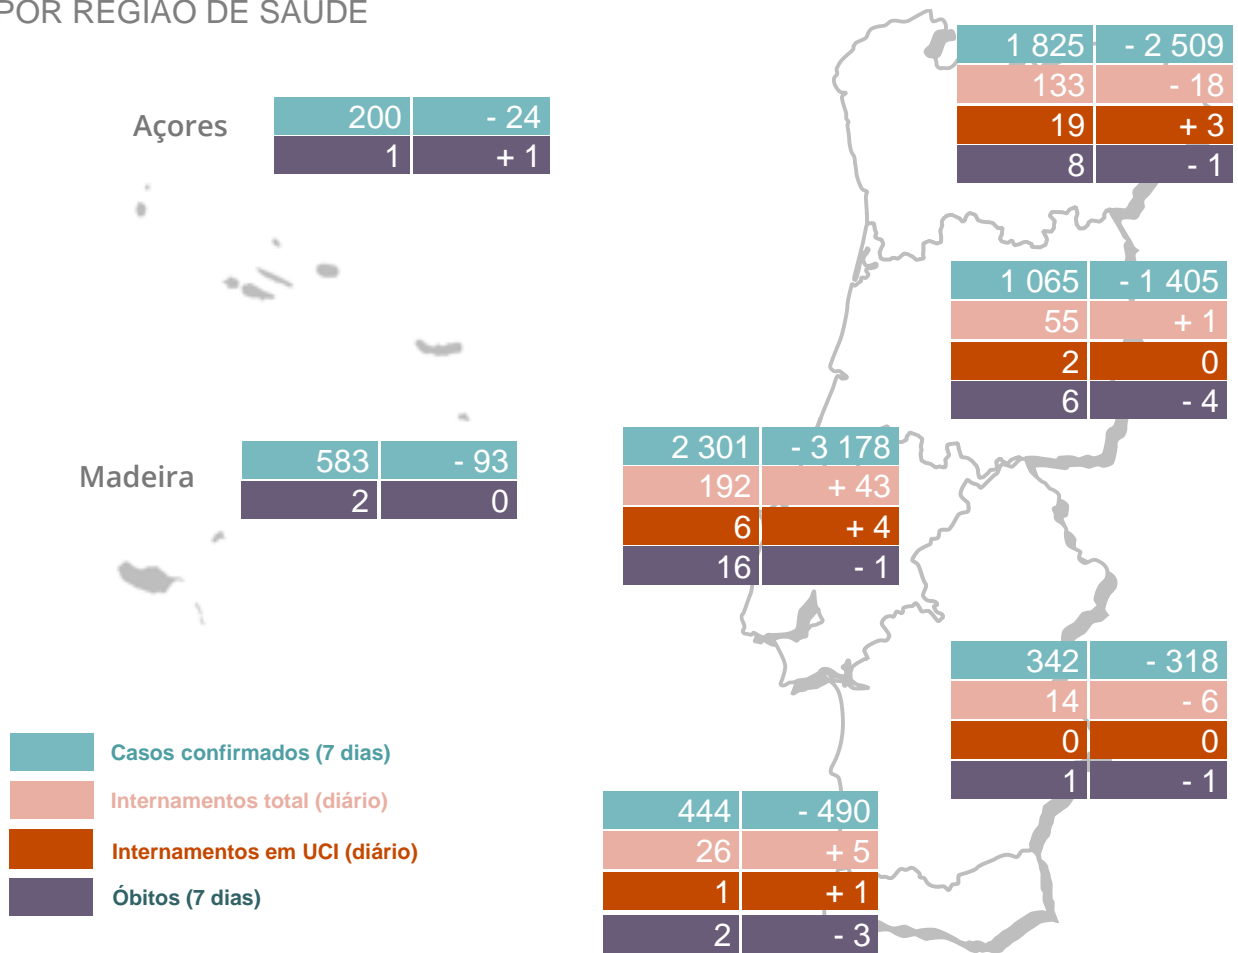 POR REGIÃO DE SAÚDE
1 825 - 2 509
133 - 18
19 + 3
8 - 1
Açores
200 - 24
1 + 1
1 065 - 1 405
55 + 1
2 0
6 - 4
Madeira
583 - 93
2 0
2 301 - 3 178
192 + 43
6 + 4
16 - 1
342 - 318
14 - 6
0 0
1 - 1
Casos confirmados (7 dias)
Internamentos total (diário)
Internamentos em UCI (diário)
Óbitos (7 dias)
444 - 490
26 + 5
1 + 1
2 - 3